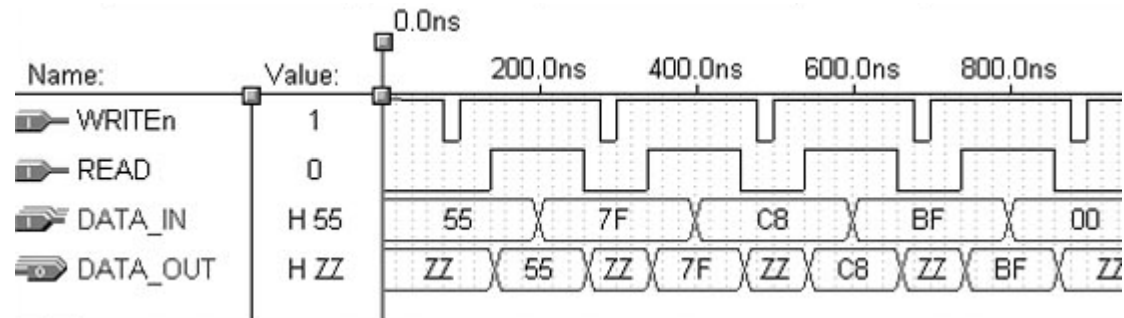 0.0ns
Name: Value: 200.0ns 400.0ns 600.0ns 800.0ns
WRITEn 1
READ 0
DATA_IN H 55 55 7F C8 BF 00
DATA_OUT H ZZ ZZ 55 ZZ 7F ZZ C8 ZZ BF ZZ